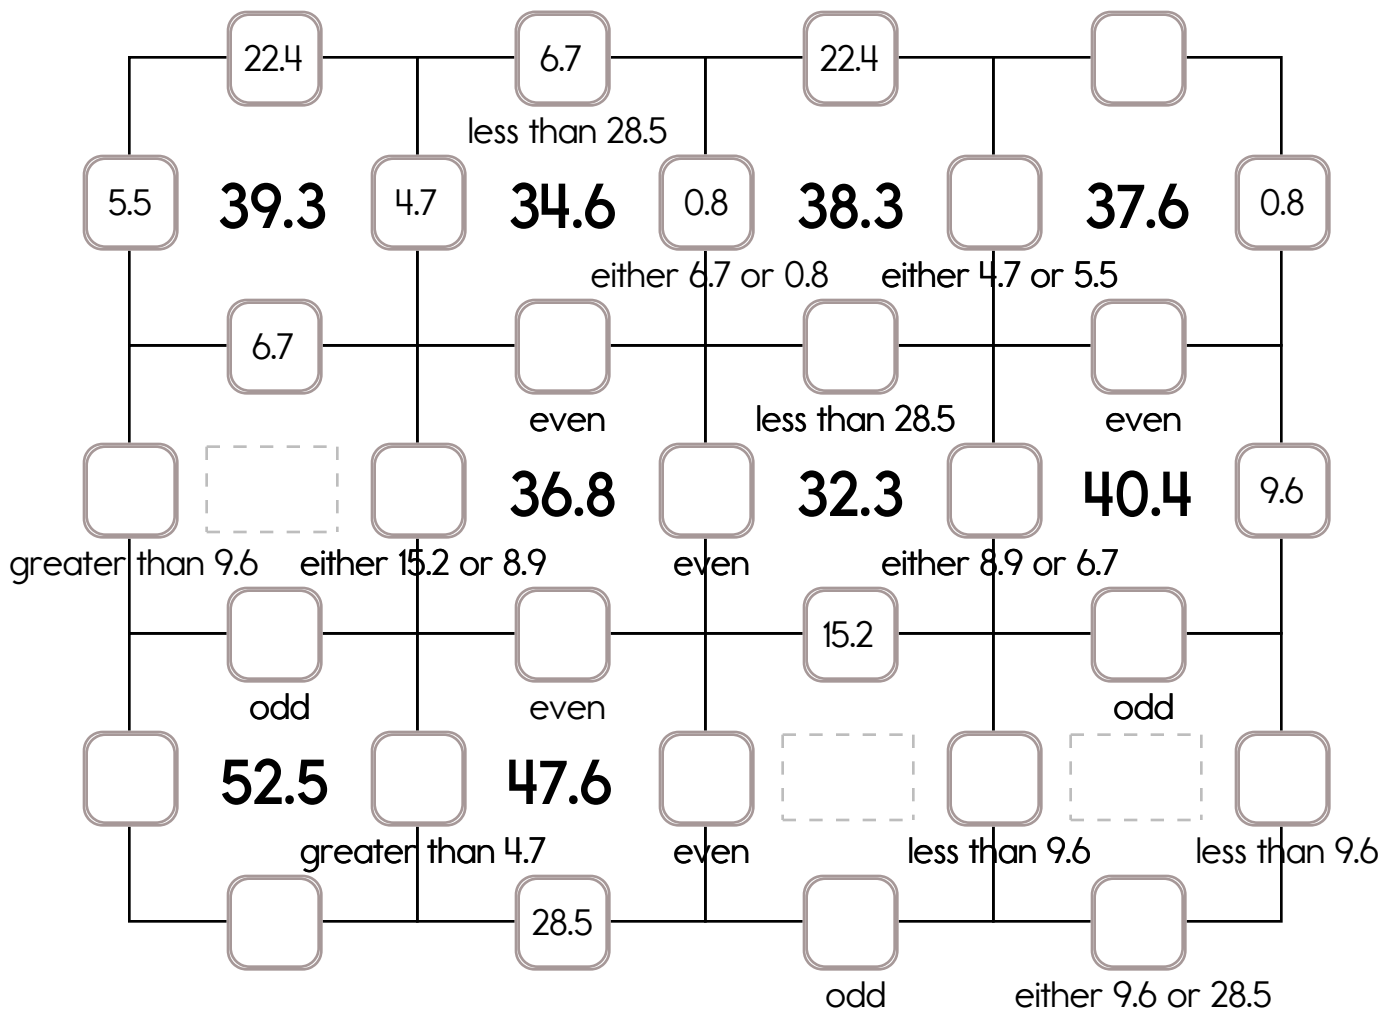 22.4 6.7 22.4
less than 28.5
5.5 39.3 4.7 34.6 0.8 38.3 37.6 0.8
either 6.7 or 0.8 either 4.7 or 5.5
6.7
even less than 28.5 even
36.8 32.3 40.4 9.6
greater than 9.6 either 15.2 or 8.9 even either 8.9 or 6.7
15.2
odd even odd
52.5 47.6
greater than 4.7 even less than 9.6 less than 9.6
28.5
odd either 9.6 or 28.5